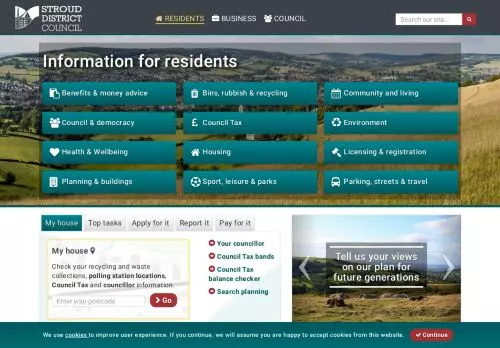 STROUD
DISTRICT
COUNCIL
RESIDENTS BUSINESS COUNCIL
Search our site...
Information for residents
Benefits & money advice
Bins, rubbish & recycling
Community and living
Council & democracy
£ Council Tax
Environment
Health & Wellbeing
Housing
Licensing & registration
Planning & buildings
Sport, leisure & parks
Parking, streets & travel
My house Top tasks Apply for it Report it Pay for it
My house
Check your recycling and waste
collections, polling station locations,
Council Tax and councillor information.
Enter your postcode
Go
Your councillor
Council Tax bands
Council Tax
balance checker
Search planning
Tell us your views
on our plan for
future generations
We use cookies to improve user experience. If you continue, we will assume you are happy to accept cookies from this website.
Continue